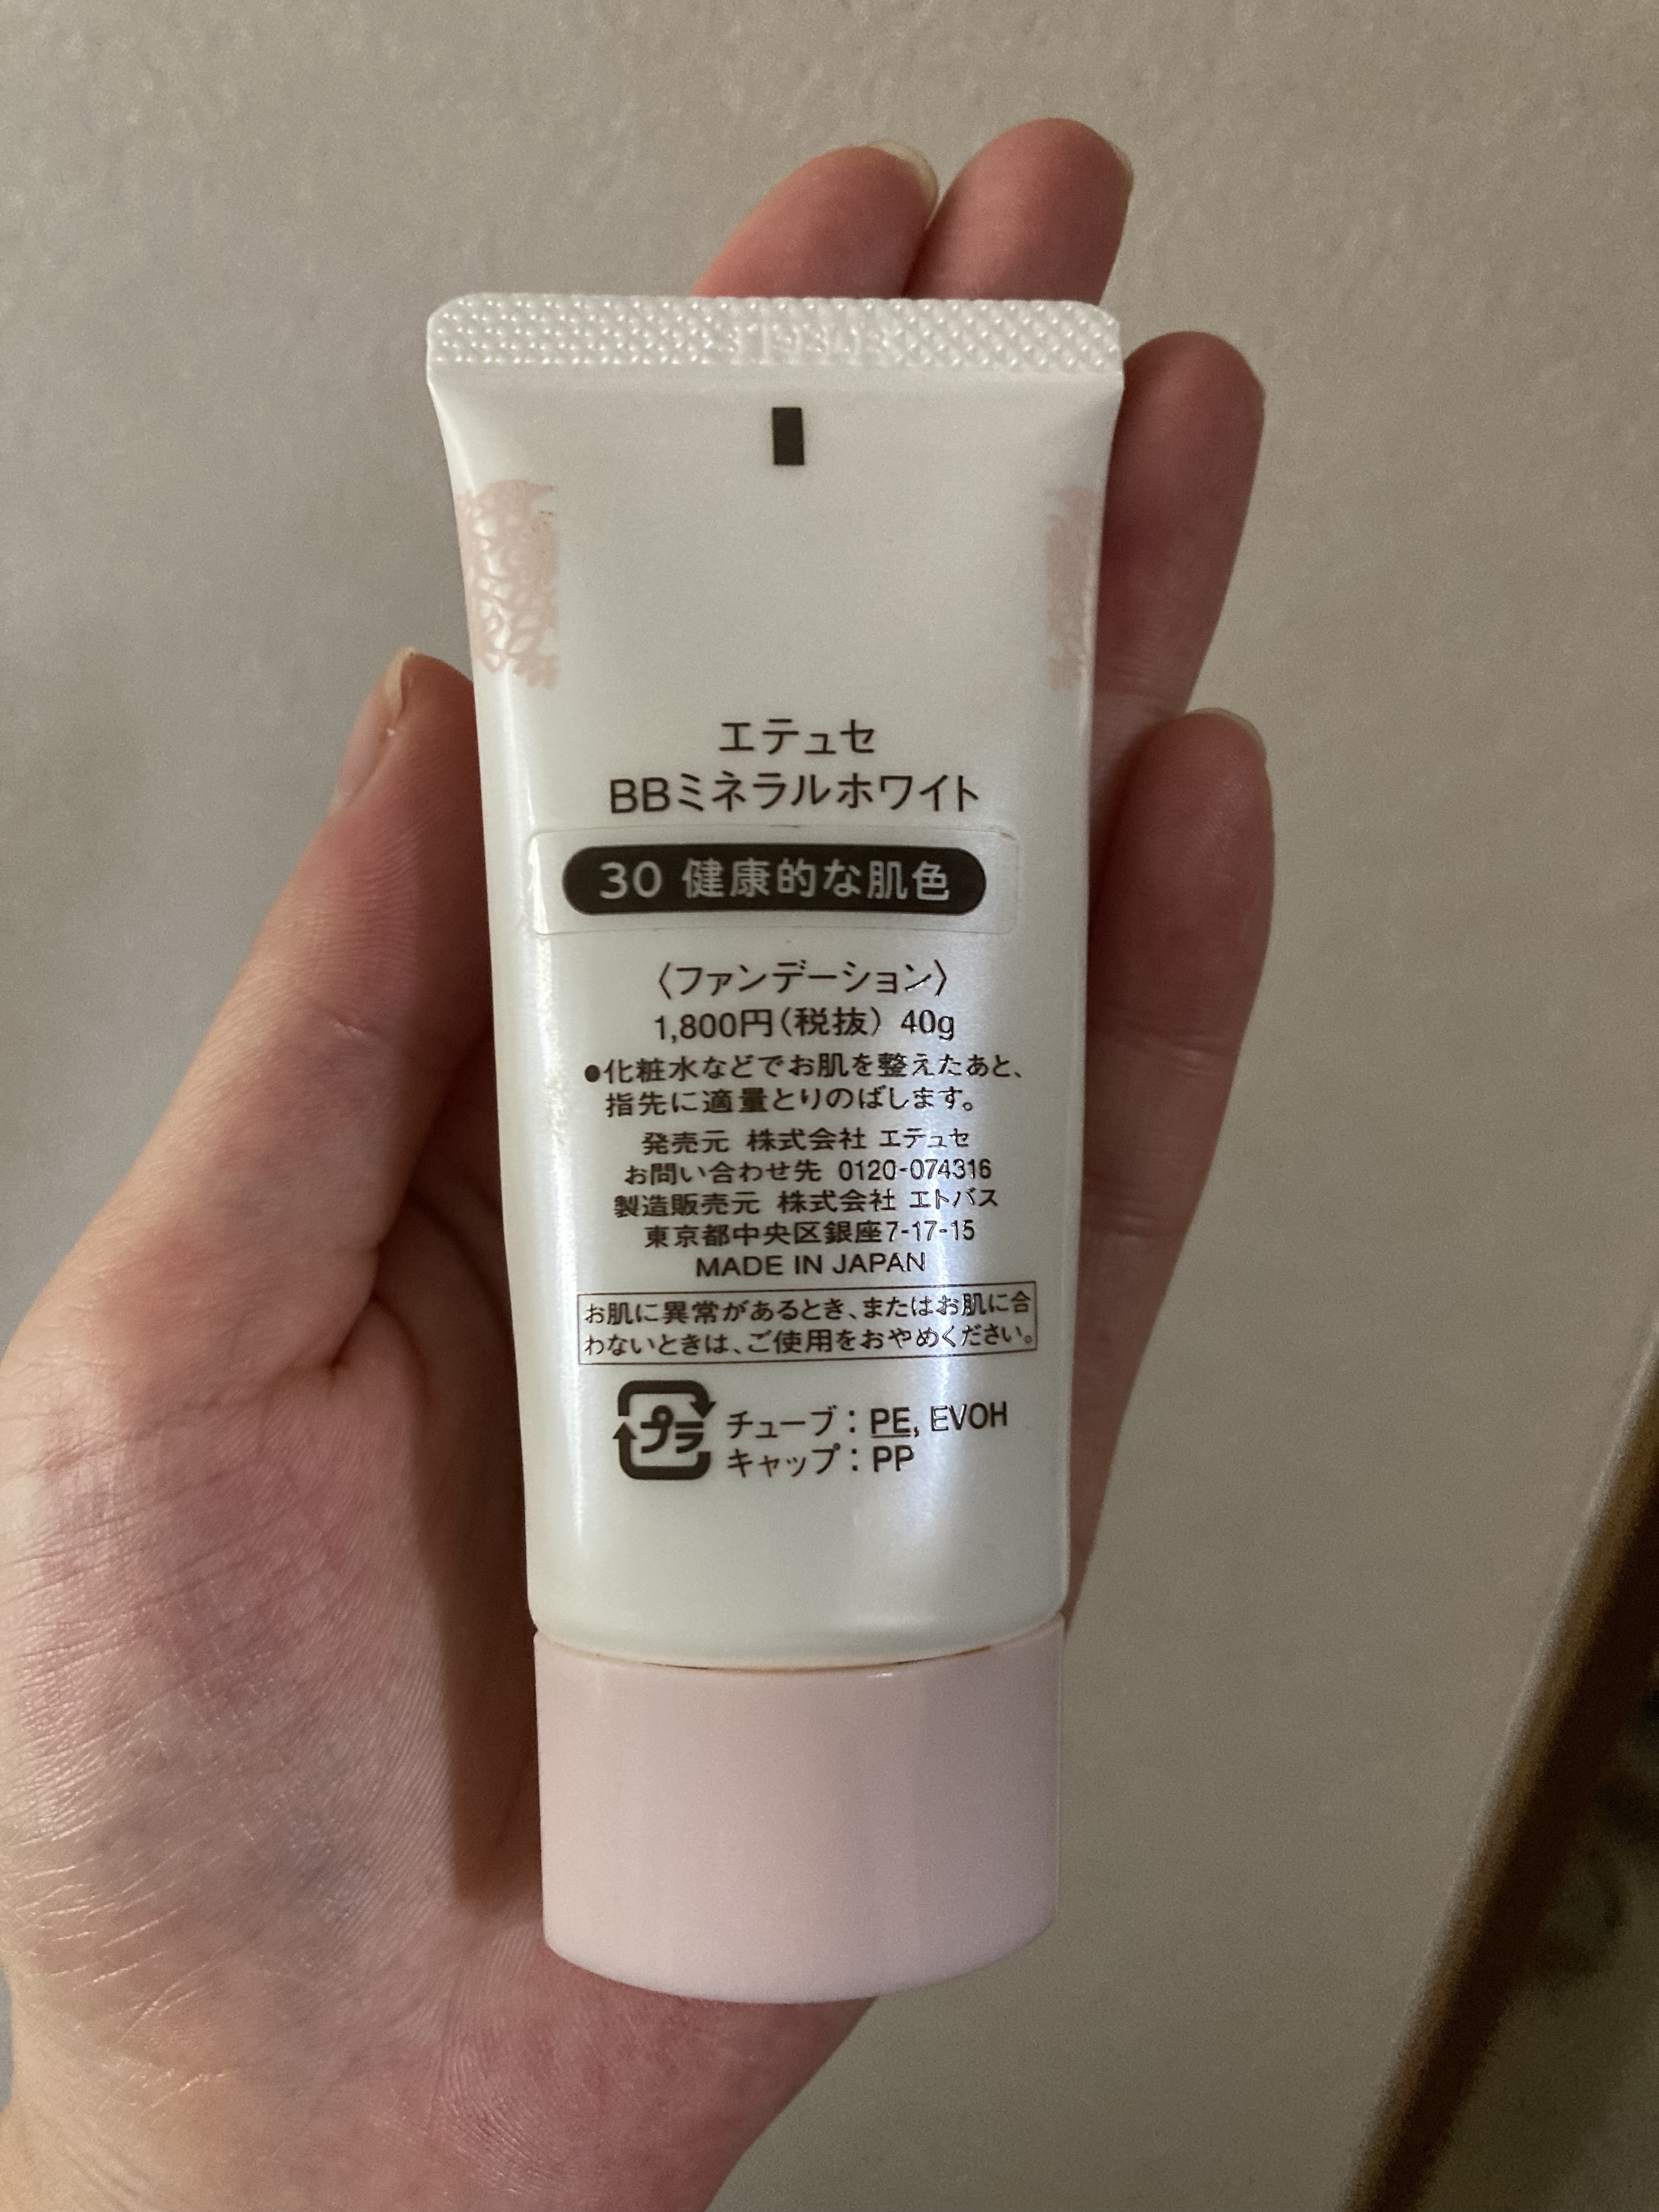 エテュセ
BBミネラルホワイト
30 健康的な肌色
〈ファンデーション〉
1,800円(税抜) 40g
●化粧水などでお肌を整えたあと、
指先に適量とりのばします。
発売元 株式会社 エテュセ
お問い合わせ先 0120-074316
製造販売元 株式会社 エトバス
東京都中央区銀座7-17-15
MADE IN JAPAN
お肌に異常があるとき、またはお肌に合
わないときは、ご使用をおやめください。
プラ チューブ：PE, EVOH
キャップ：PP